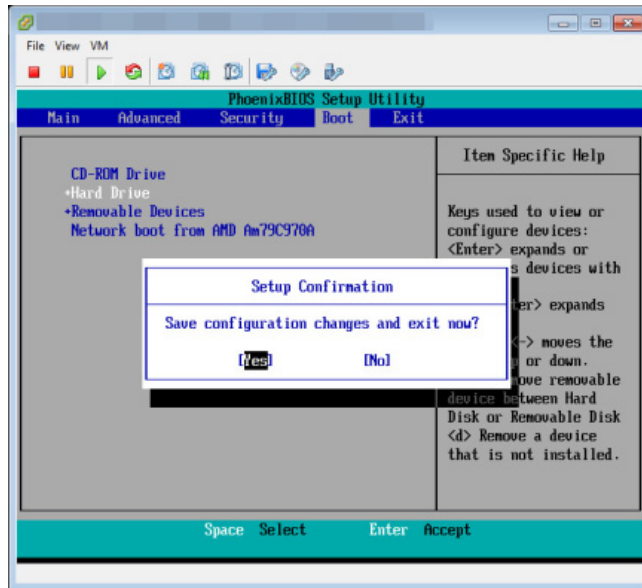 File View VM
PhoenixBIOS Setup Utility
Main Advanced Security Boot Exit
Item Specific Help
CD-ROM Drive
+Hard Drive
+Removable Devices
Network boot from AMD Am79C970A
Keys used to view or
configure devices:
<Enter> expands or
s devices with
ter> expands
<-> moves the
or down.
ove removable
device between Hard
Disk or Removable Disk
<d> Remove a device
that is not installed.
Setup Confirmation
Save configuration changes and exit now?
[Yes] [No]
Space Select Enter Accept